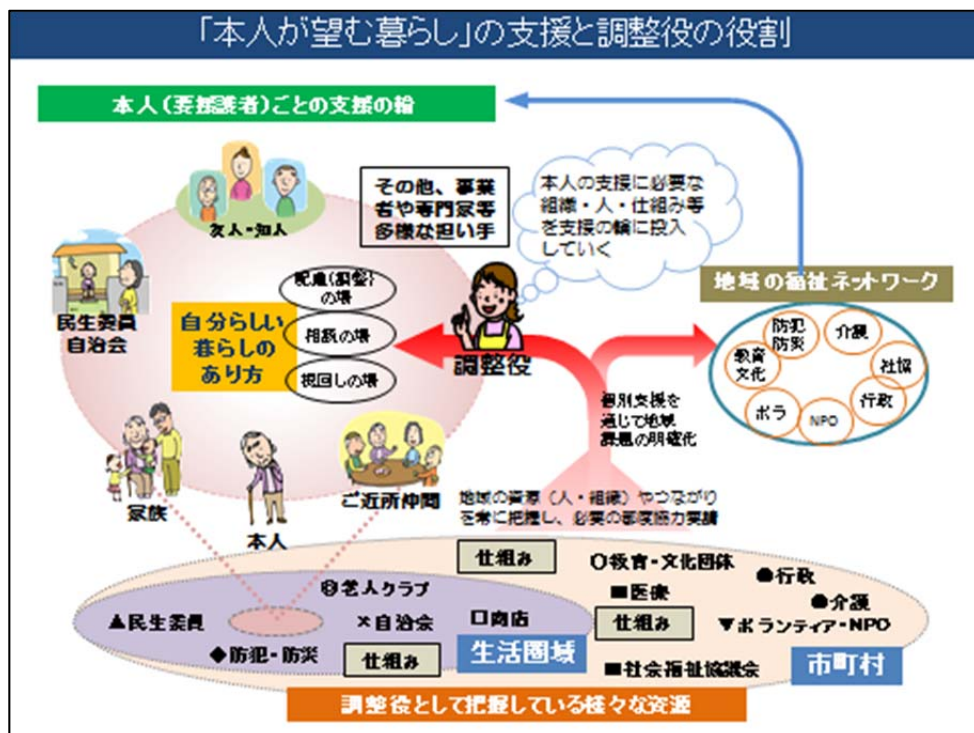 「本人が望む暮らし」の支援と調整役の役割
本人(要援護者)ごとの支援の輪
友人・知人
その他、事業
者や専門家等
多様な担い手
本人の支援に必要な
組織・人・仕組み等
を支援の輪に投入
していく
民生委員
自治会
自分らしい
暮らしの
あり方
配慮(調整)
の場
相談の場
根回しの場
調整役
地域の福祉ネットワーク
防犯
防災
介護
教育
文化
社協
ボラ
NPO
行政
個別支援を
通じて地域
課題の明確化
家族
本人
ご近所仲間
地域の資源(人・組織)やつながり
を常に把握し、必要の都度協力要請
仕組み
○教育・文化団体
●行政
◎老人クラブ
■医療
●介護
▲民生委員
×自治会
□商店
仕組み
▼ボランティア・NPO
◆防犯・防災
仕組み
生活圏域
■社会福祉協議会
市町村
調整役として把握している様々な資源